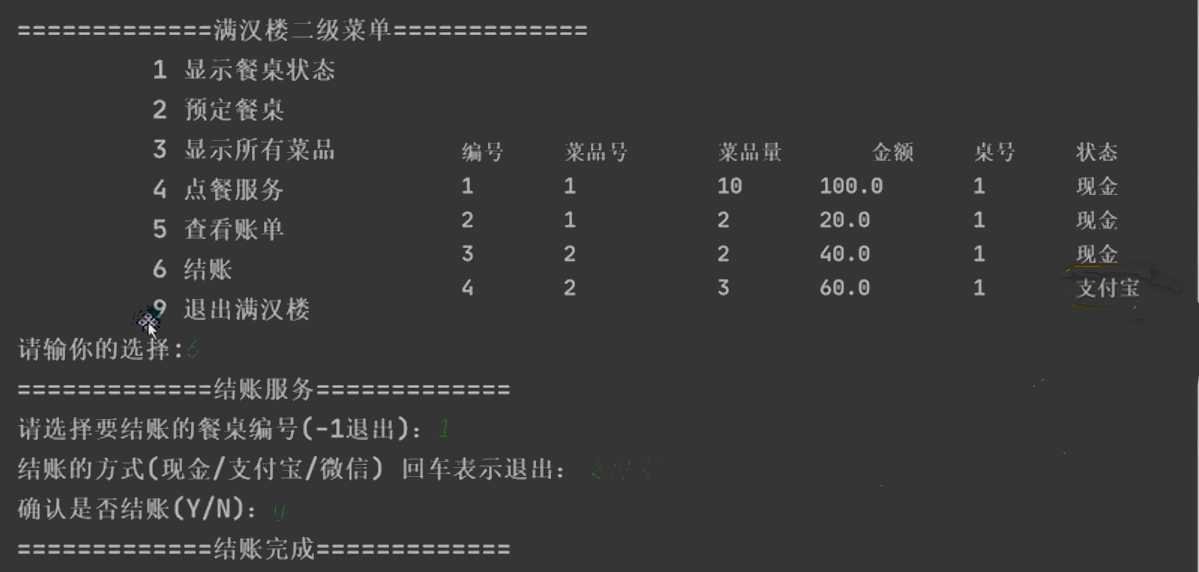 =============满汉楼二级菜单=============
1 显示餐桌状态
2 预定餐桌
3 显示所有菜品
4 点餐服务
5 查看账单
6 结账
9 退出满汉楼
编号 菜品号 菜品量 金额 桌号 状态
1 1 10 100.0 1 现金
2 1 2 20.0 1 现金
3 2 2 40.0 1 现金
4 2 3 60.0 1 支付宝
请输你的选择:6
=============结账服务=============
请选择要结账的餐桌编号(-1退出): 1
结账的方式(现金/支付宝/微信) 回车表示退出:
确认是否结账(Y/N): y
=============结账完成=============